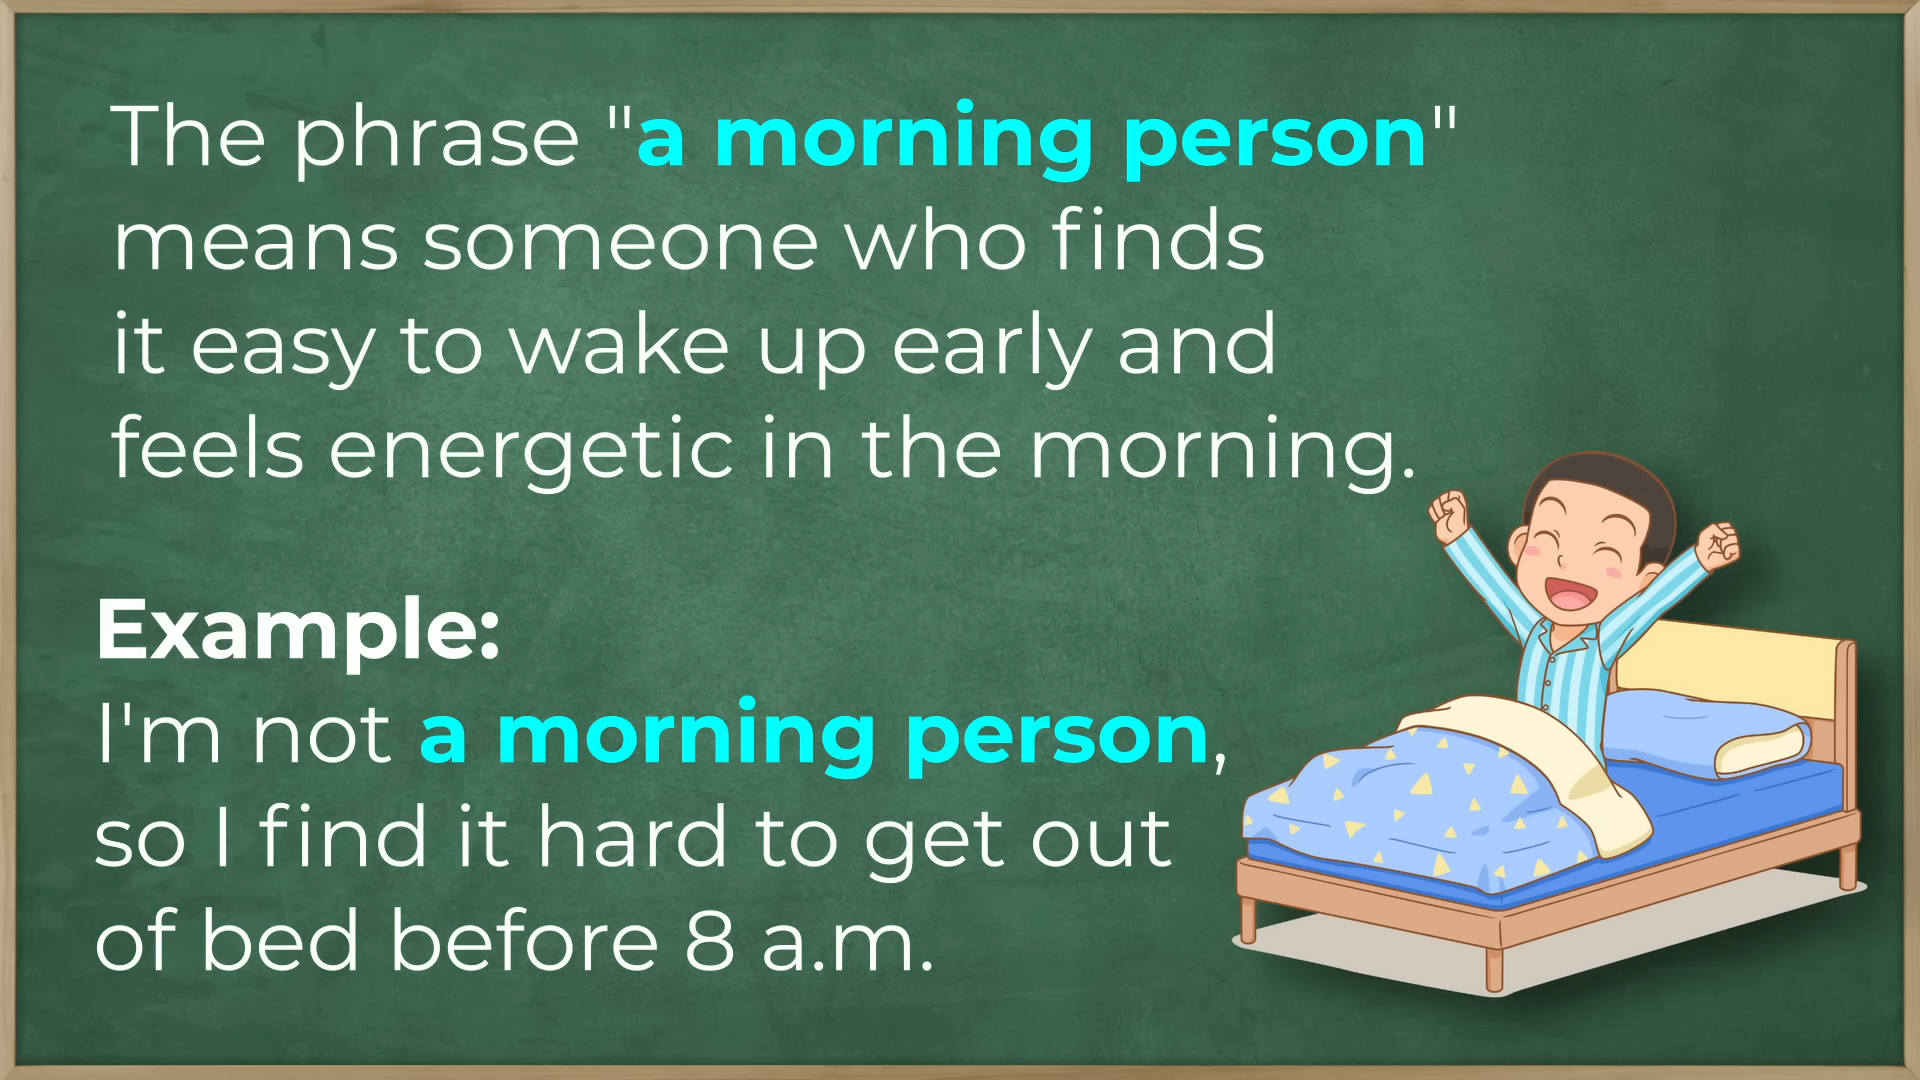 The phrase "a morning person"
means someone who finds
it easy to wake up early and
feels energetic in the morning.
Example:
I'm not a morning person,
so I find it hard to get out
of bed before 8 a.m.